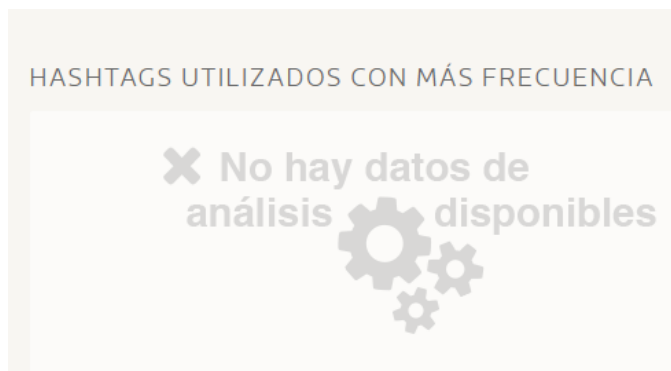 HASHTAGS UTILIZADOS CON MÁS FRECUENCIA
No hay datos de
análisis disponibles